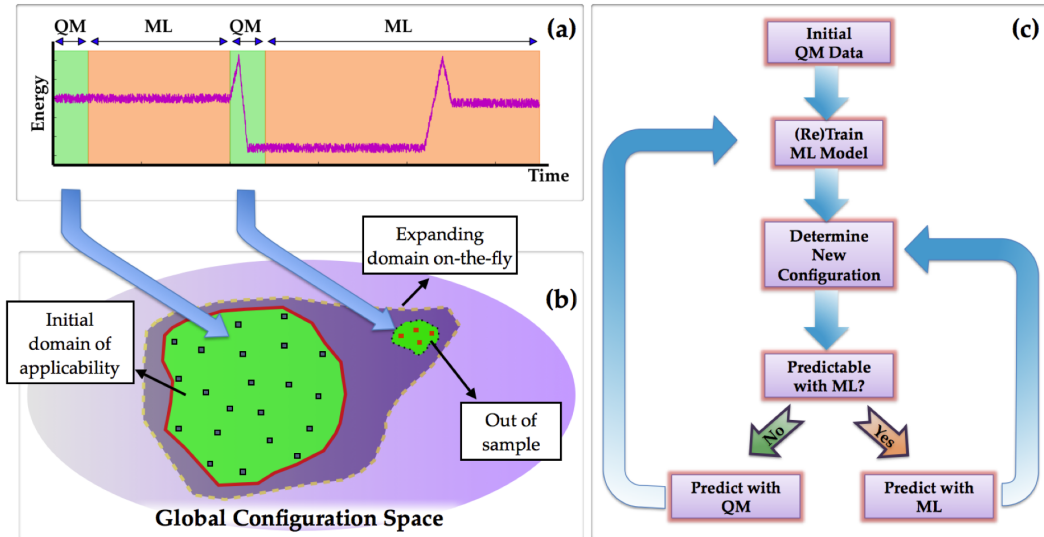 QM
ML
QM
ML
(a)
Energy
Time
Expanding
domain on-the-fly
(b)
Initial
domain of
applicability
Out of
sample
Global Configuration Space
(c)
Initial
QM Data
(Re)Train
ML Model
Determine
New
Configuration
Predictable
with ML?
No
Yes
Predict with
QM
Predict with
ML